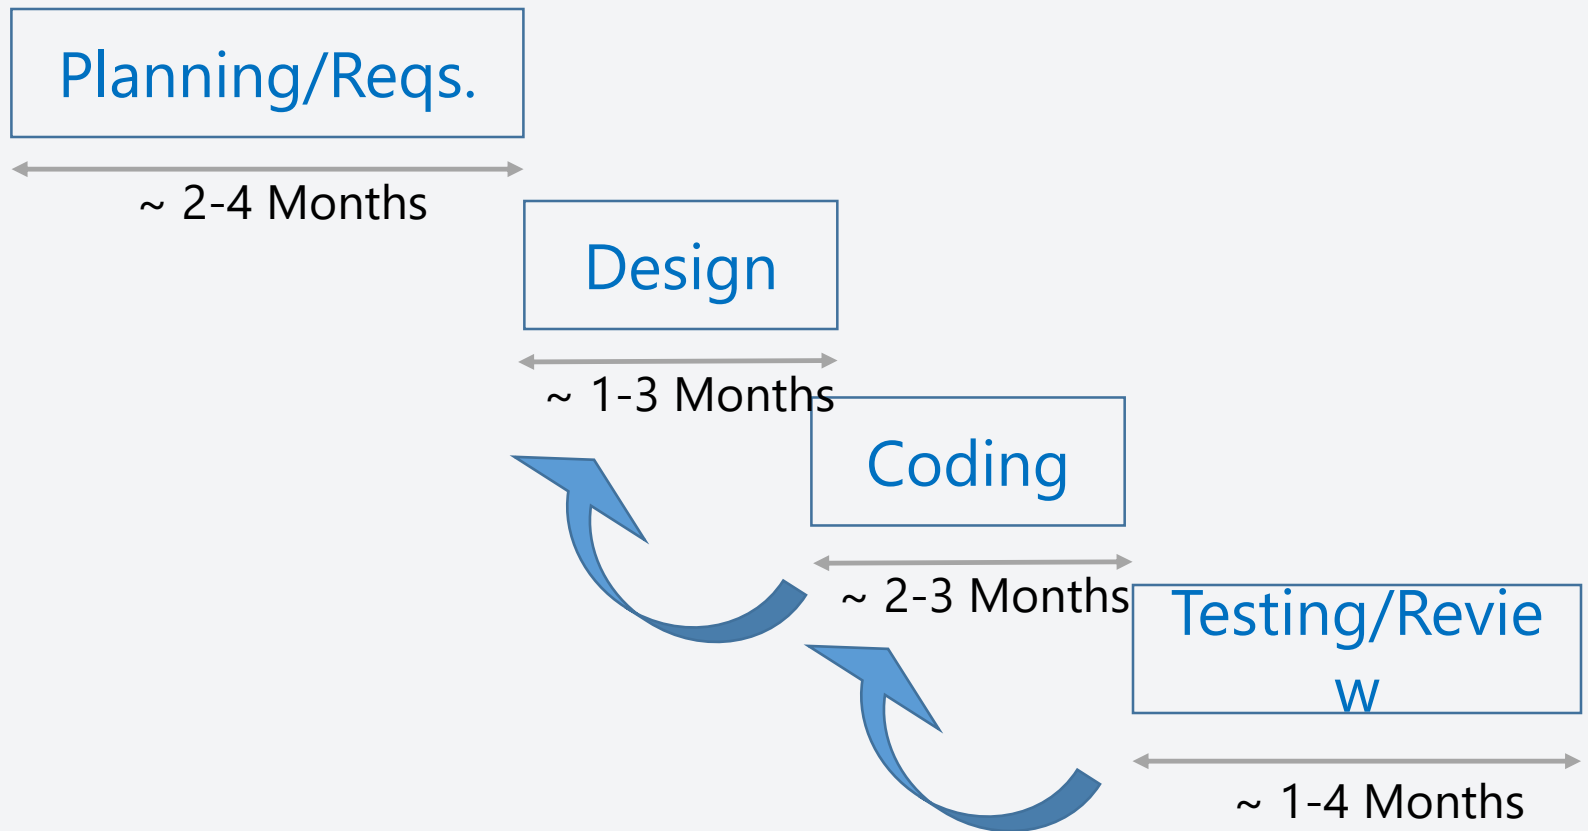 Planning/Reqs.
~ 2-4 Months
Design
~ 1-3 Months
Coding
~ 2-3 Months
Testing/Revie
w
~ 1-4 Months